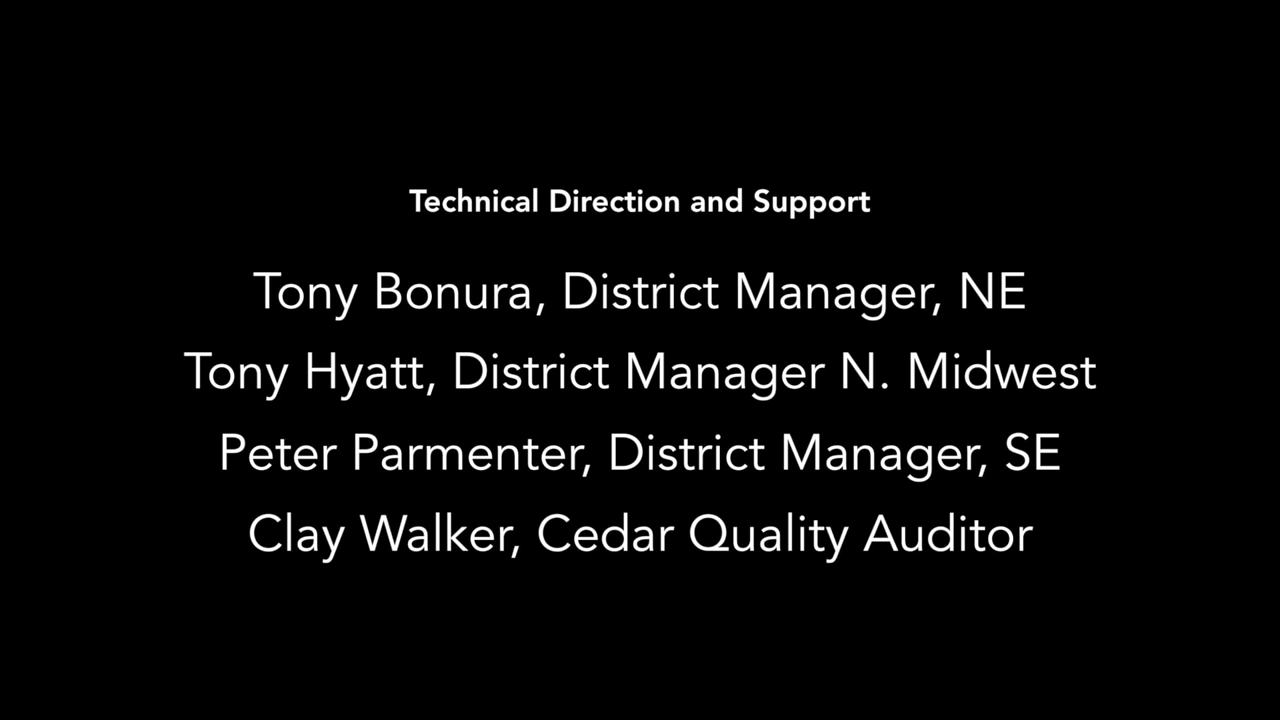 Technical Direction and Support
Tony Bonura, District Manager, NE
Tony Hyatt, District Manager N. Midwest
Peter Parmenter, District Manager, SE
Clay Walker, Cedar Quality Auditor